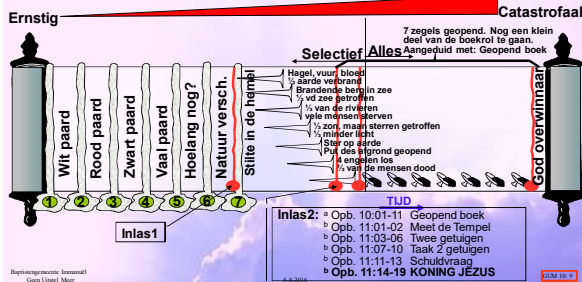 Ernstig
Catastrofaal
7 zegels geopend. Nog een klein
deel van de boekrol te gaan.
Aangeduid met: Geopend boek
Selectief
Alles
Wit paard
Rood paard
Zwart paard
Vaal paard
Hoelang nog?
Natuur versch.
Stilte in de hemel
Hagel, vuur, bloed
⅓ aarde verbrand
Brandende berg in zee
⅓ vd zee getroffen
⅓ van de rivieren
vele mensen sterven
⅓ zon, maan sterren getroffen
⅓ minder licht
Ster op aarde
Put des afgrond geopend
4 engelen los
⅓ van de mensen dood
God overwinnaar
1 2 3 4 5 6 7
Inlas1
TIJD
Inlas2:
a Opb. 10:01-11 Geopend boek
b Opb. 11:01-02 Meet de Tempel
b Opb. 11:03-06 Twee getuigen
b Opb. 11:07-10 Taak 2 getuigen
b Opb. 11:11-13 Schuldvraag
b Opb. 11:14-19 KONING JEZUS
Baptistengemeente Immanuël
Geen Uitstel Meer
6-8-2016
GUM 10: 9